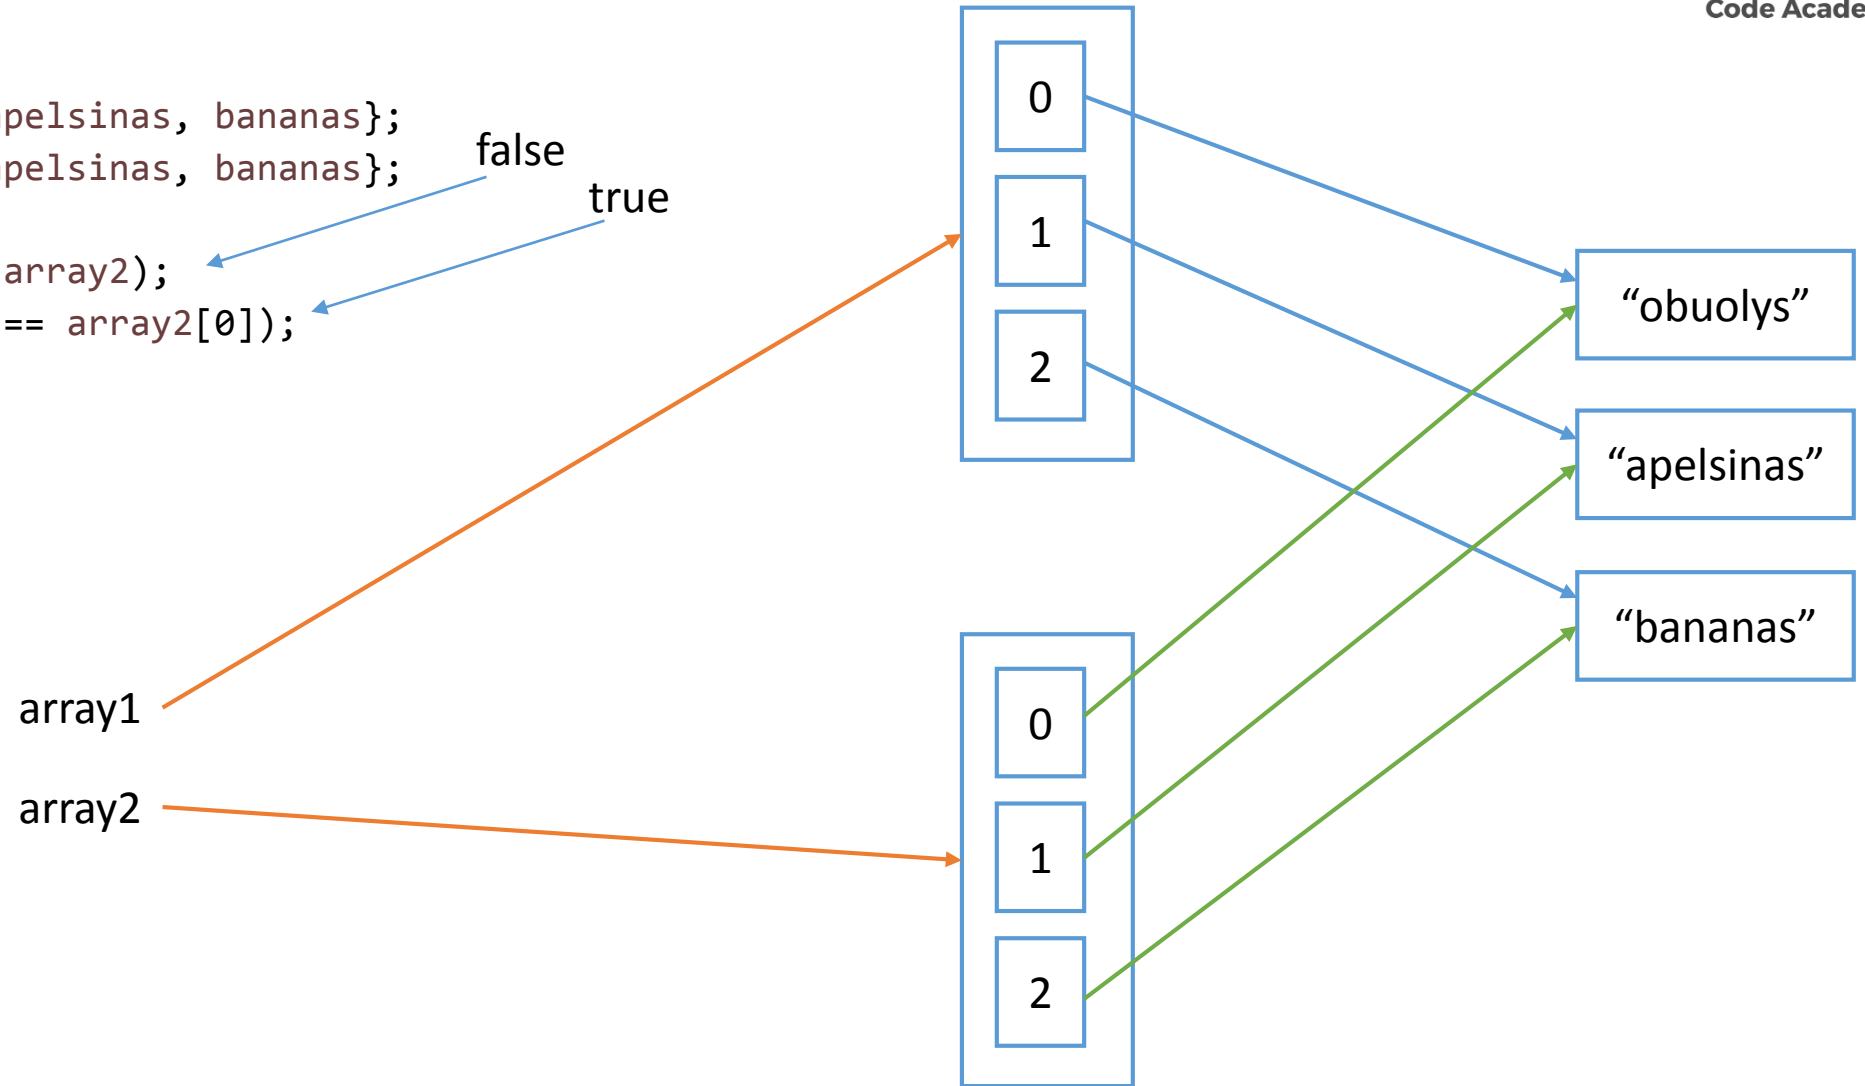 Code Acade
pelsinas, bananas};
pelsinas, bananas};
false
true
array2);
== array2[0]);
0
1
2
"obuolys"
"apelsinas"
"bananas"
array1
array2
0
1
2